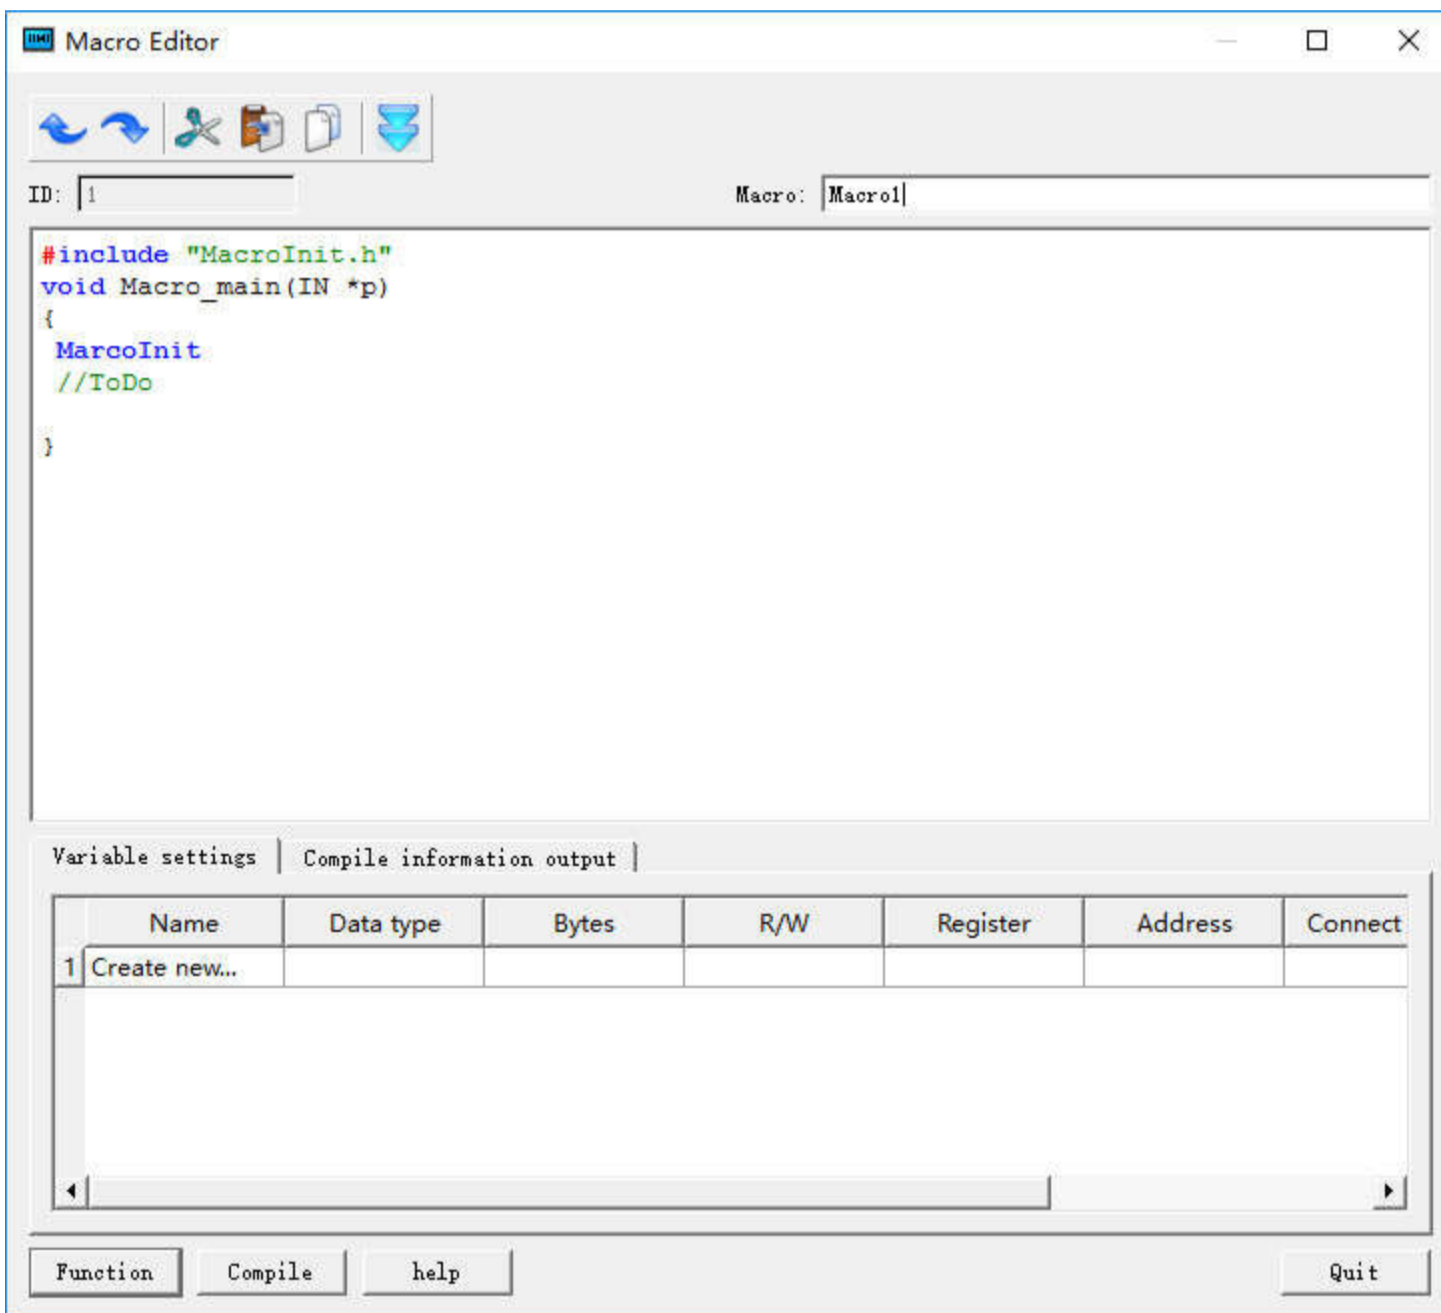 Macro Editor
ID: 1 Macro: Macro1
#include "MacroInit.h"
void Macro_main(IN *p)
{
MarcoInit
//ToDo
}
Variable settings Compile information output
Name Data type Bytes R/W Register Address Connect
1 Create new...
Function Compile help Quit